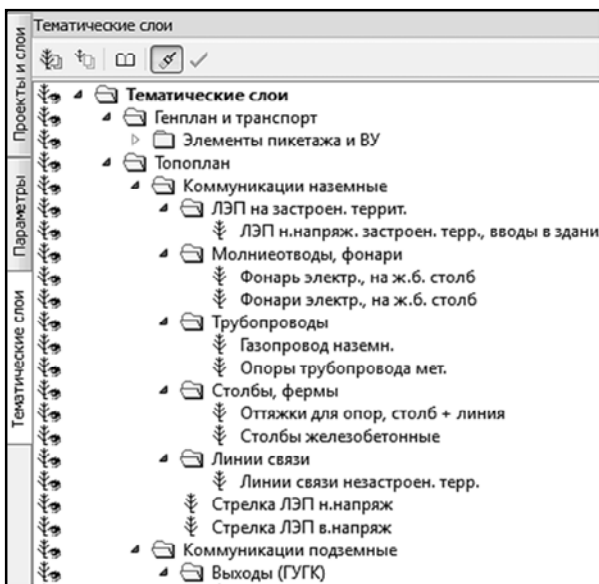 Тематические слои
Проекты и слои
Параметры
Тематические слои
Тематические слои
Генплан и транспорт
Элементы пикетажа и ВУ
Топоплан
Коммуникации наземные
ЛЭП на застроен. террит.
ЛЭП н.напряж. застроен. терр., вводы в здани
Молниеотводы, фонари
Фонарь электр., на ж.б. столб
Фонари электр., на ж.б. столб
Трубопроводы
Газопровод наземн.
Опоры трубопровода мет.
Столбы, фермы
Оттяжки для опор, столб + линия
Столбы железобетонные
Линии связи
Линии связи незастроен. терр.
Стрелка ЛЭП н.напряж
Стрелка ЛЭП в.напряж
Коммуникации подземные
Выходы (ГУГК)